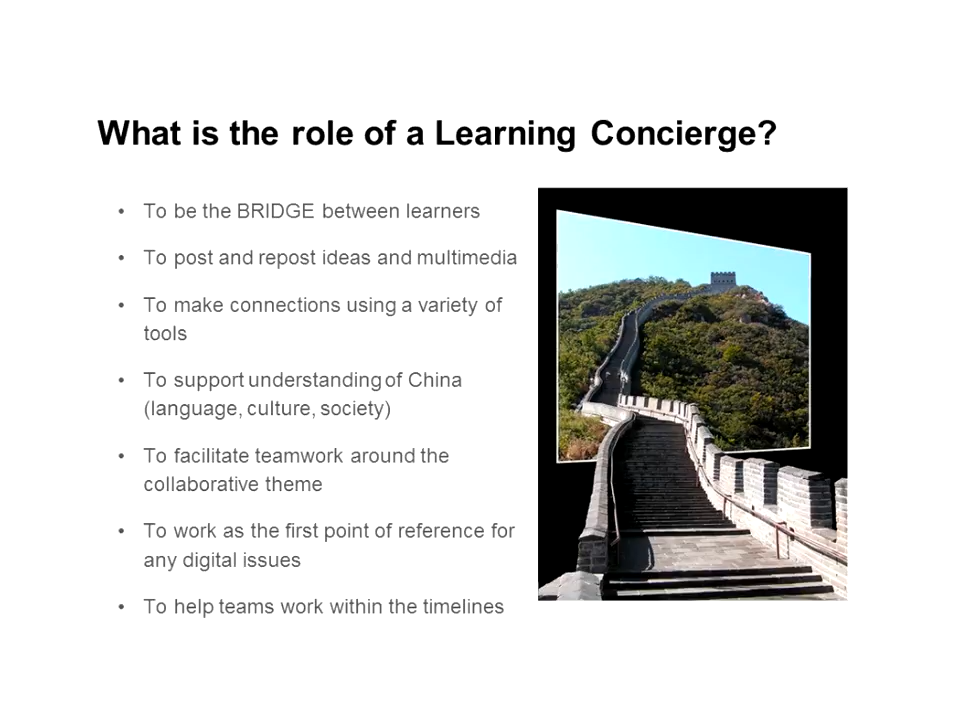 What is the role of a Learning Concierge?
• To be the BRIDGE between learners
• To post and repost ideas and multimedia
• To make connections using a variety of
tools
• To support understanding of China
(language, culture, society)
• To facilitate teamwork around the
collaborative theme
• To work as the first point of reference for
any digital issues
• To help teams work within the timelines